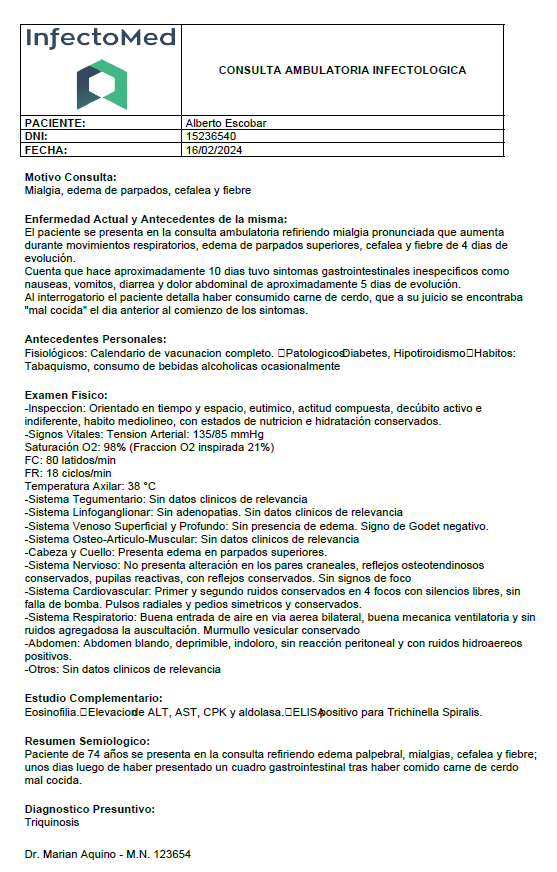 InfectoMed
CONSULTA AMBULATORIA INFECTOLOGICA
PACIENTE: Alberto Escobar
DNI: 15236540
FECHA: 16/02/2024
Motivo Consulta:
Mialgia, edema de parpados, cefalea y fiebre
Enfermedad Actual y Antecedentes de la misma:
El paciente se presenta en la consulta ambulatoria refiriendo mialgia pronunciada que aumenta
durante movimientos respiratorios, edema de parpados superiores, cefalea y fiebre de 4 dias de
evolución.
Cuenta que hace aproximadamente 10 dias tuvo sintomas gastrointestinales inespecificos como
nauseas, vomitos, diarrea y dolor abdominal de aproximadamente 5 dias de evolución.
Al interrogatorio el paciente detalla haber consumido carne de cerdo, que a su juicio se encontraba
"mal cocida" el dia anterior al comienzo de los sintomas.
Antecedentes Personales:
Fisiológicos: Calendario de vacunacion completo. □Patologicos:Diabetes, Hipotiroidismo□Habitos:
Tabaquismo, consumo de bebidas alcoholicas ocasionalmente
Examen Fisico:
-Inspeccion: Orientado en tiempo y espacio, eutimico, actitud compuesta, decúbito activo e
indiferente, habito mediolineo, con estados de nutricion e hidratación conservados.
-Signos Vitales: Tension Arterial: 135/85 mmHg
Saturación O2: 98% (Fraccion O2 inspirada 21%)
FC: 80 latidos/min
FR: 18 ciclos/min
Temperatura Axilar: 38 °C
-Sistema Tegumentario: Sin datos clinicos de relevancia
-Sistema Linfoganglionar: Sin adenopatias. Sin datos clinicos de relevancia
-Sistema Venoso Superficial y Profundo: Sin presencia de edema. Signo de Godet negativo.
-Sistema Osteo-Articulo-Muscular: Sin datos clinicos de relevancia
-Cabeza y Cuello: Presenta edema en parpados superiores.
-Sistema Nervioso: No presenta alteración en los pares craneales, reflejos osteotendinosos
conservados, pupilas reactivas, con reflejos conservados. Sin signos de foco
-Sistema Cardiovascular: Primer y segundo ruidos conservados en 4 focos con silencios libres, sin
falla de bomba. Pulsos radiales y pedios simetricos y conservados.
-Sistema Respiratorio: Buena entrada de aire en via aerea bilateral, buena mecanica ventilatoria y sin
ruidos agregadosa la auscultación. Murmullo vesicular conservado
-Abdomen: Abdomen blando, deprimible, indoloro, sin reacción peritoneal y con ruidos hidroaereos
positivos.
-Otros: Sin datos clinicos de relevancia
Estudio Complementario:
Eosinofilia.□Elevacion de ALT, AST, CPK y aldolasa.□ELISA positivo para Trichinella Spiralis.
Resumen Semiologico:
Paciente de 74 años se presenta en la consulta refiriendo edema palpebral, mialgias, cefalea y fiebre;
unos dias luego de haber presentado un cuadro gastrointestinal tras haber comido carne de cerdo
mal cocida.
Diagnostico Presuntivo:
Triquinosis
Dr. Marian Aquino - M.N. 123654